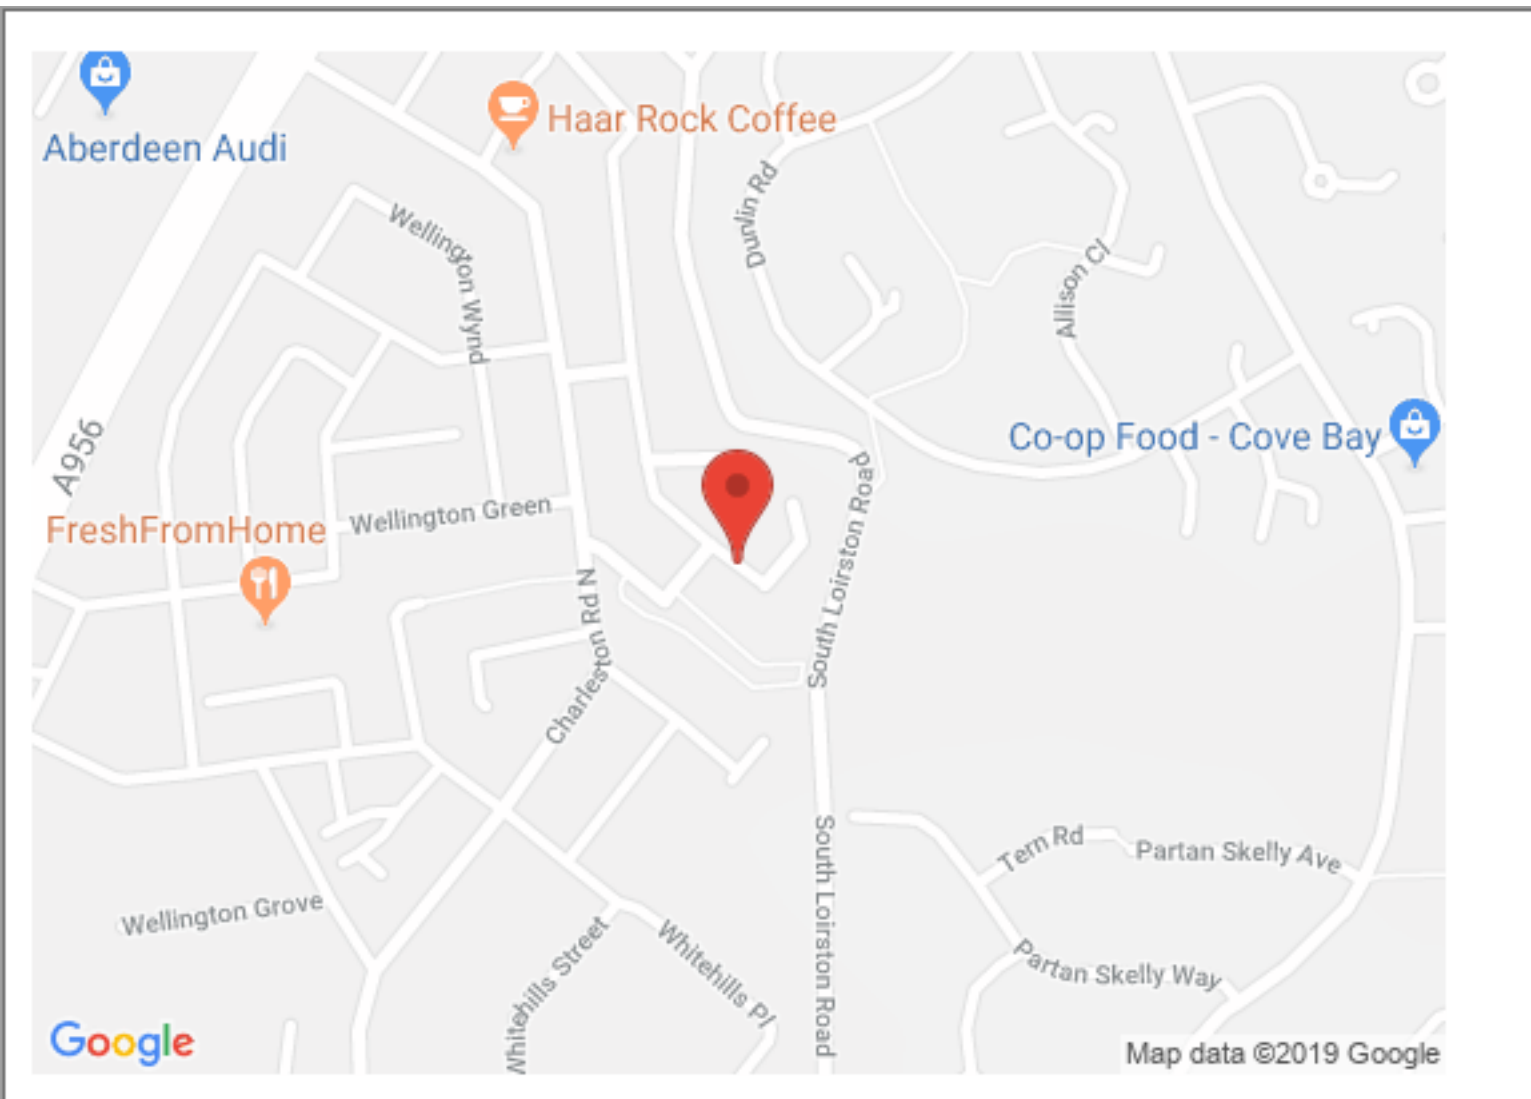 Aberdeen Audi
Haar Rock Coffee
Dunlin Rd
Wellington Wynd
Allison Cl
A956
Co-op Food - Cove Bay
Wellington Green
FreshFromHome
South Loirston Road
Charleston Rd N
South Loirston Road
Tern Rd
Partan Skelly Ave
Wellington Grove
Whitehills Street
Whitehills Pl
Partan Skelly Way
Google
Map data ©2019 Google